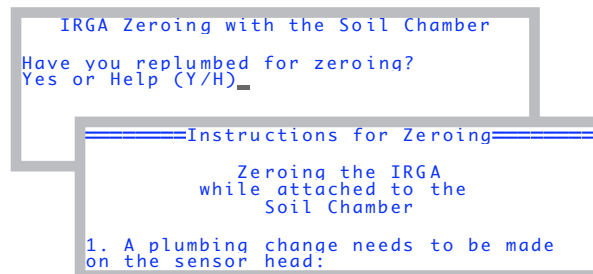 IRGA Zeroing with the Soil Chamber
Have you replumbed for zeroing?
Yes or Help (Y/H)_
Instructions for Zeroing
Zeroing the IRGA
while attached to the
Soil Chamber
1. A plumbing change needs to be made
on the sensor head: